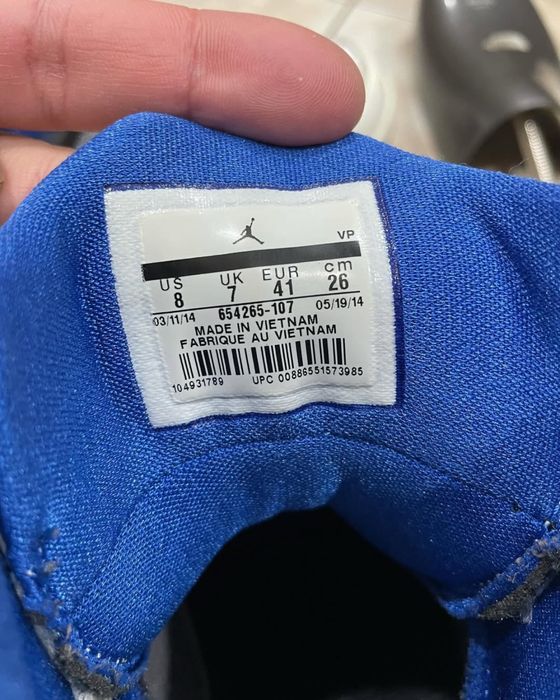 VP
US UK EUR cm
8 7 41 26
03/11/14 654265-107 05/19/14
MADE IN VIETNAM
FABRIQUE AU VIETNAM
104931789 UPC 00886551573985